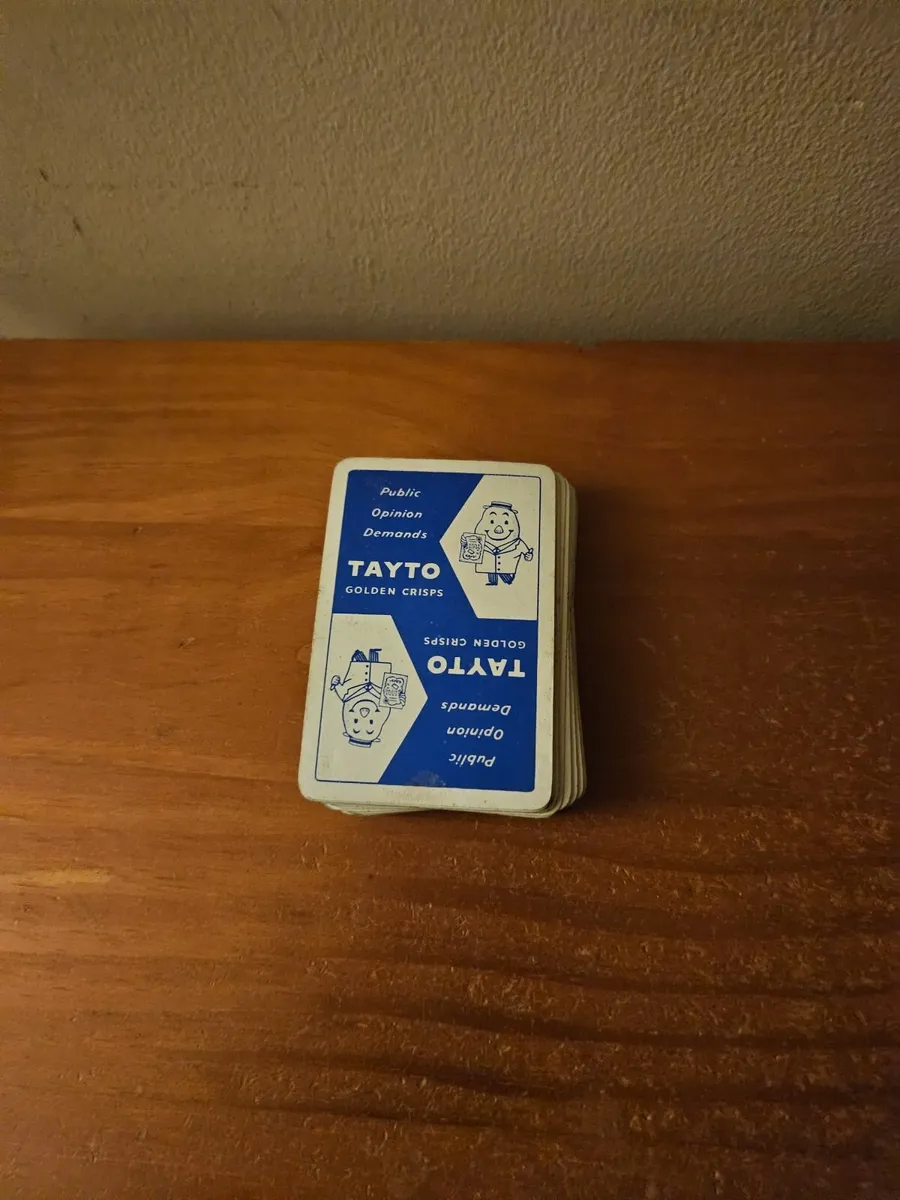 Public
Opinion
Demands
TAYTO
GOLDEN CRISPS
GOLDEN CRISPS
TAYTO
Demands
Opinion
Public